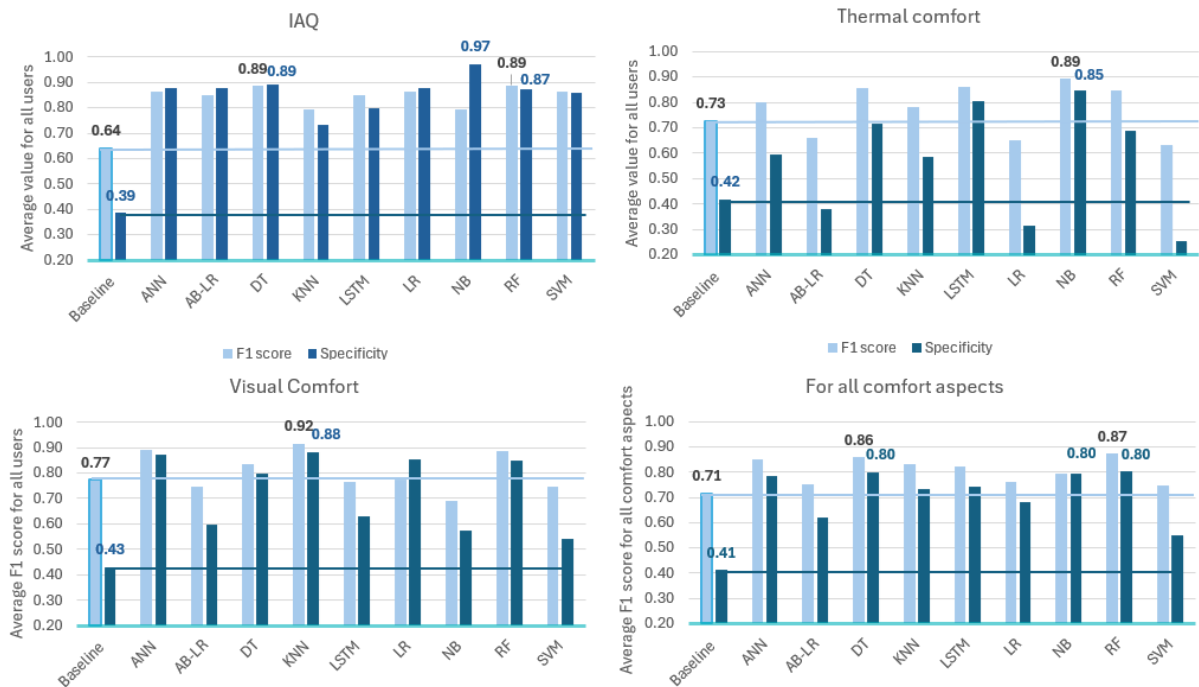 IAQ
Average value for all users
1.00
0.90
0.80
0.70
0.60
0.50
0.40
0.30
0.20
0.64
0.39
0.89
0.89
0.97
0.89
0.87
Baseline
ANN
AB-LR
DT
KNN
LSTM
LR
NB
RF
SVM
F1 score
Specificity
Thermal comfort
Average value for all users
1.00
0.90
0.80
0.70
0.60
0.50
0.40
0.30
0.20
0.73
0.42
0.89
0.85
Baseline
ANN
AB-LR
DT
KNN
LSTM
LR
NB
RF
SVM
F1 score
Specificity
Visual Comfort
Average F1 score for all users
1.00
0.90
0.80
0.70
0.60
0.50
0.40
0.30
0.20
0.77
0.43
0.92
0.88
Baseline
ANN
AB-LR
DT
KNN
LSTM
LR
NB
RF
SVM
For all comfort aspects
Average F1 score for all comfort aspects
1.00
0.90
0.80
0.70
0.60
0.50
0.40
0.30
0.20
0.71
0.41
0.86
0.80
0.80
0.87
0.80
Baseline
ANN
AB-LR
DT
KNN
LSTM
LR
NB
RF
SVM